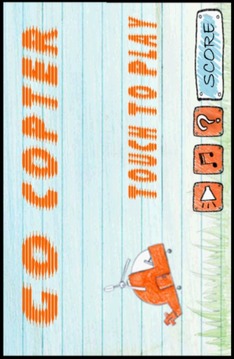 GO COPTER
TOUCH TO PLAY
?
SCORE